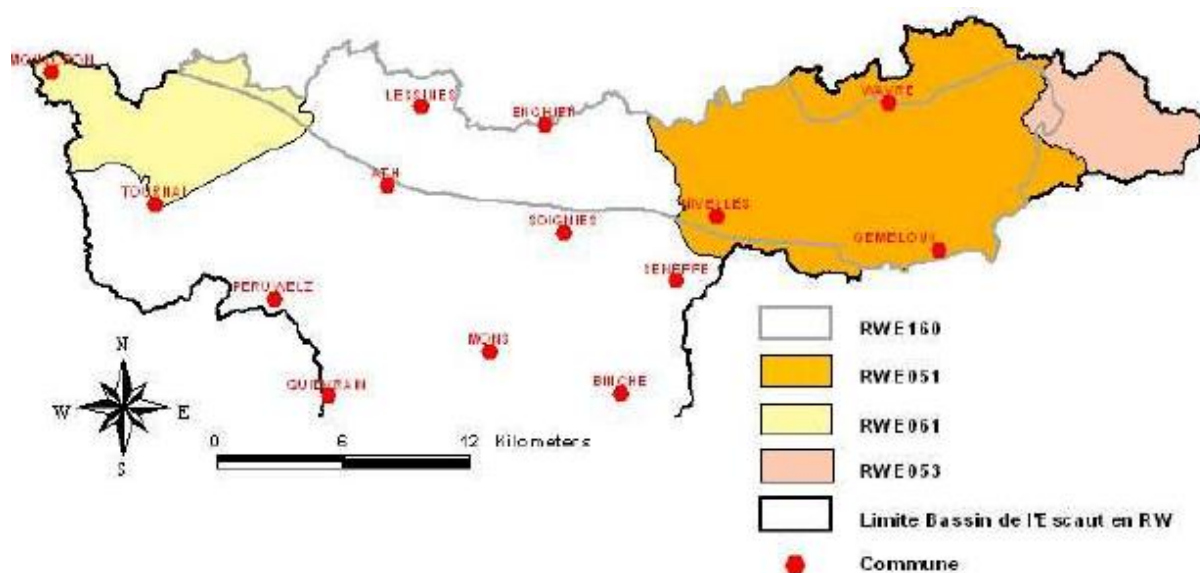 MOUSCRON
LESSINES
ENGHIEN
WAVRE
ATH
TOURNAI
NIVELLES
SOIGNIES
GEMBLOUX
SENEFFE
PERUWELZ
MONS
QUIEVRAIN
BINCHE
N
W E
S
0 6 12 Kilometers
RWE160
RWE051
RWE061
RWE053
Limite Bassin de l'Escaut en RW
Commune